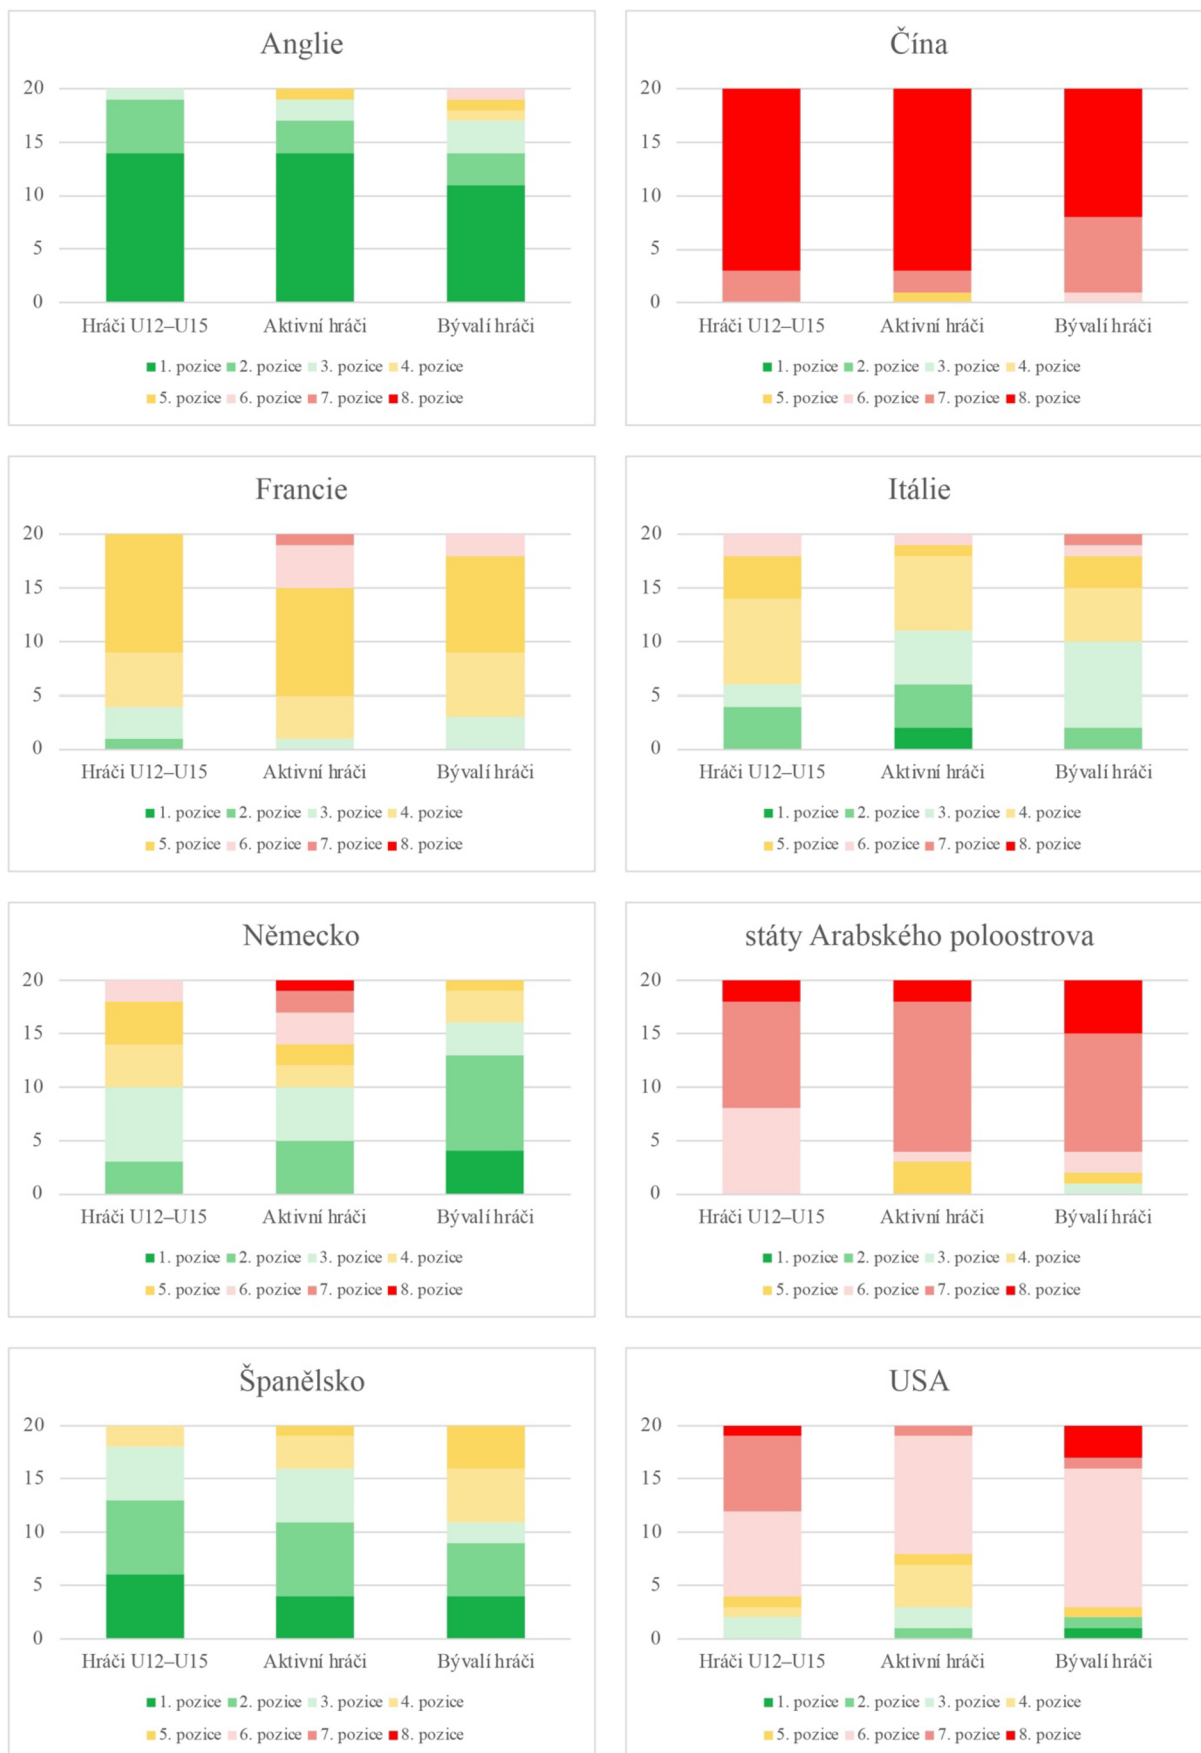 Anglie
20
15
10
5
0
Hráči U12–U15 Aktivní hráči Bývalí hráči
1. pozice 2. pozice 3. pozice 4. pozice
5. pozice 6. pozice 7. pozice 8. pozice
Čína
20
15
10
5
0
Hráči U12–U15 Aktivní hráči Bývalí hráči
1. pozice 2. pozice 3. pozice 4. pozice
5. pozice 6. pozice 7. pozice 8. pozice
Francie
20
15
10
5
0
Hráči U12–U15 Aktivní hráči Bývalí hráči
1. pozice 2. pozice 3. pozice 4. pozice
5. pozice 6. pozice 7. pozice 8. pozice
Itálie
20
15
10
5
0
Hráči U12–U15 Aktivní hráči Bývalí hráči
1. pozice 2. pozice 3. pozice 4. pozice
5. pozice 6. pozice 7. pozice 8. pozice
Německo
20
15
10
5
0
Hráči U12–U15 Aktivní hráči Bývalí hráči
1. pozice 2. pozice 3. pozice 4. pozice
5. pozice 6. pozice 7. pozice 8. pozice
státy Arabského poloostrova
20
15
10
5
0
Hráči U12–U15 Aktivní hráči Bývalí hráči
1. pozice 2. pozice 3. pozice 4. pozice
5. pozice 6. pozice 7. pozice 8. pozice
Španělsko
20
15
10
5
0
Hráči U12–U15 Aktivní hráči Bývalí hráči
1. pozice 2. pozice 3. pozice 4. pozice
5. pozice 6. pozice 7. pozice 8. pozice
USA
20
15
10
5
0
Hráči U12–U15 Aktivní hráči Bývalí hráči
1. pozice 2. pozice 3. pozice 4. pozice
5. pozice 6. pozice 7. pozice 8. pozice